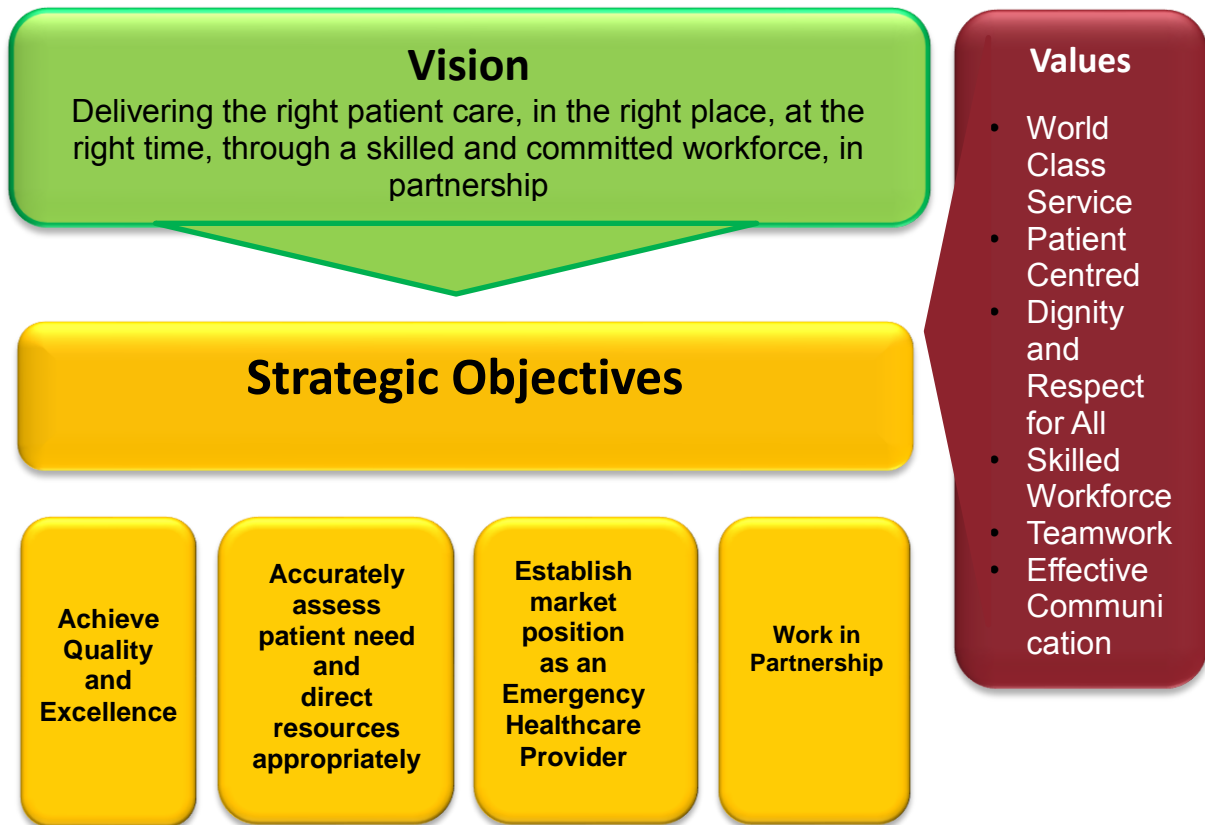 Vision
Delivering the right patient care, in the right place, at the
right time, through a skilled and committed workforce, in
partnership
Strategic Objectives
Achieve
Quality
and
Excellence
Accurately
assess
patient need
and
direct
resources
appropriately
Establish
market
position
as an
Emergency
Healthcare
Provider
Work in
Partnership
Values
• World
Class
Service
• Patient
Centred
• Dignity
and
Respect
for All
• Skilled
Workforce
• Teamwork
• Effective
Communi
cation